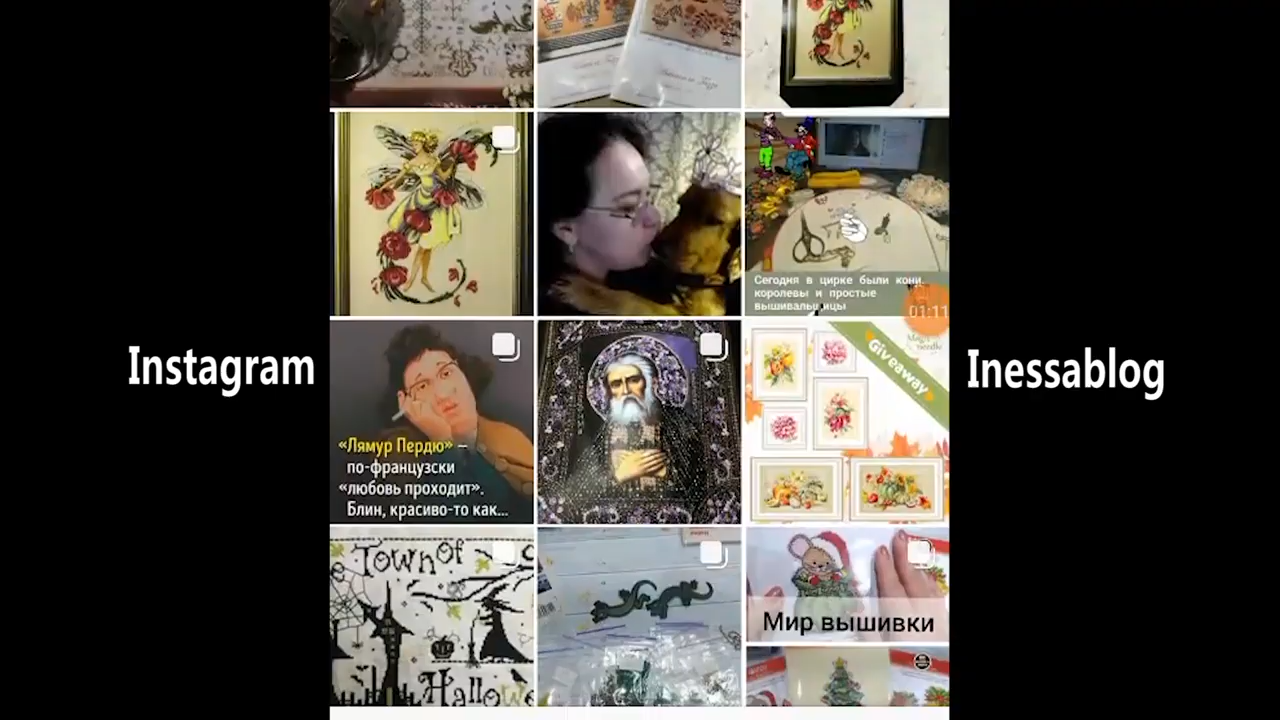 Сегодня в цирке были кони,
королевы и простые
вышивальщицы
01:11
Instagram
Inessablog
Giveaway
needle
«Лямур Пердю» –
по-французски
«любовь проходит».
Блин, красиво-то как...
Town of
Hallowe
Мир вышивки